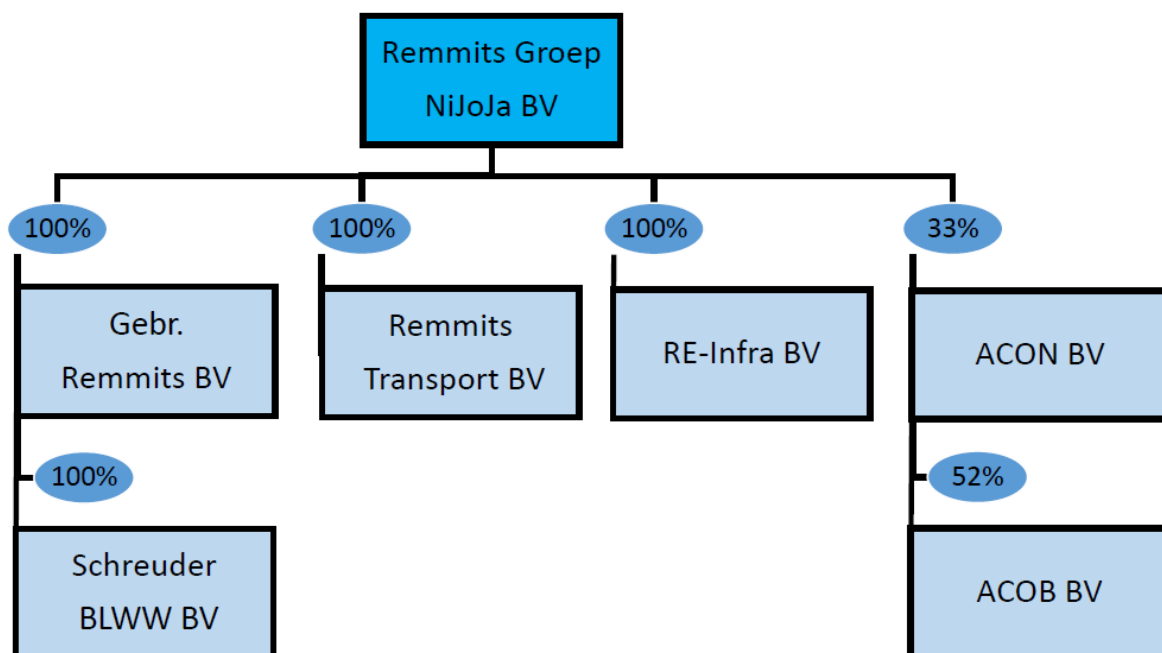 Remmits Groep
NiJoJa BV
100%
100%
100%
33%
Gebr.
Remmits BV
Remmits
Transport BV
RE-Infra BV
ACON BV
100%
52%
Schreuder
BLWW BV
ACOB BV